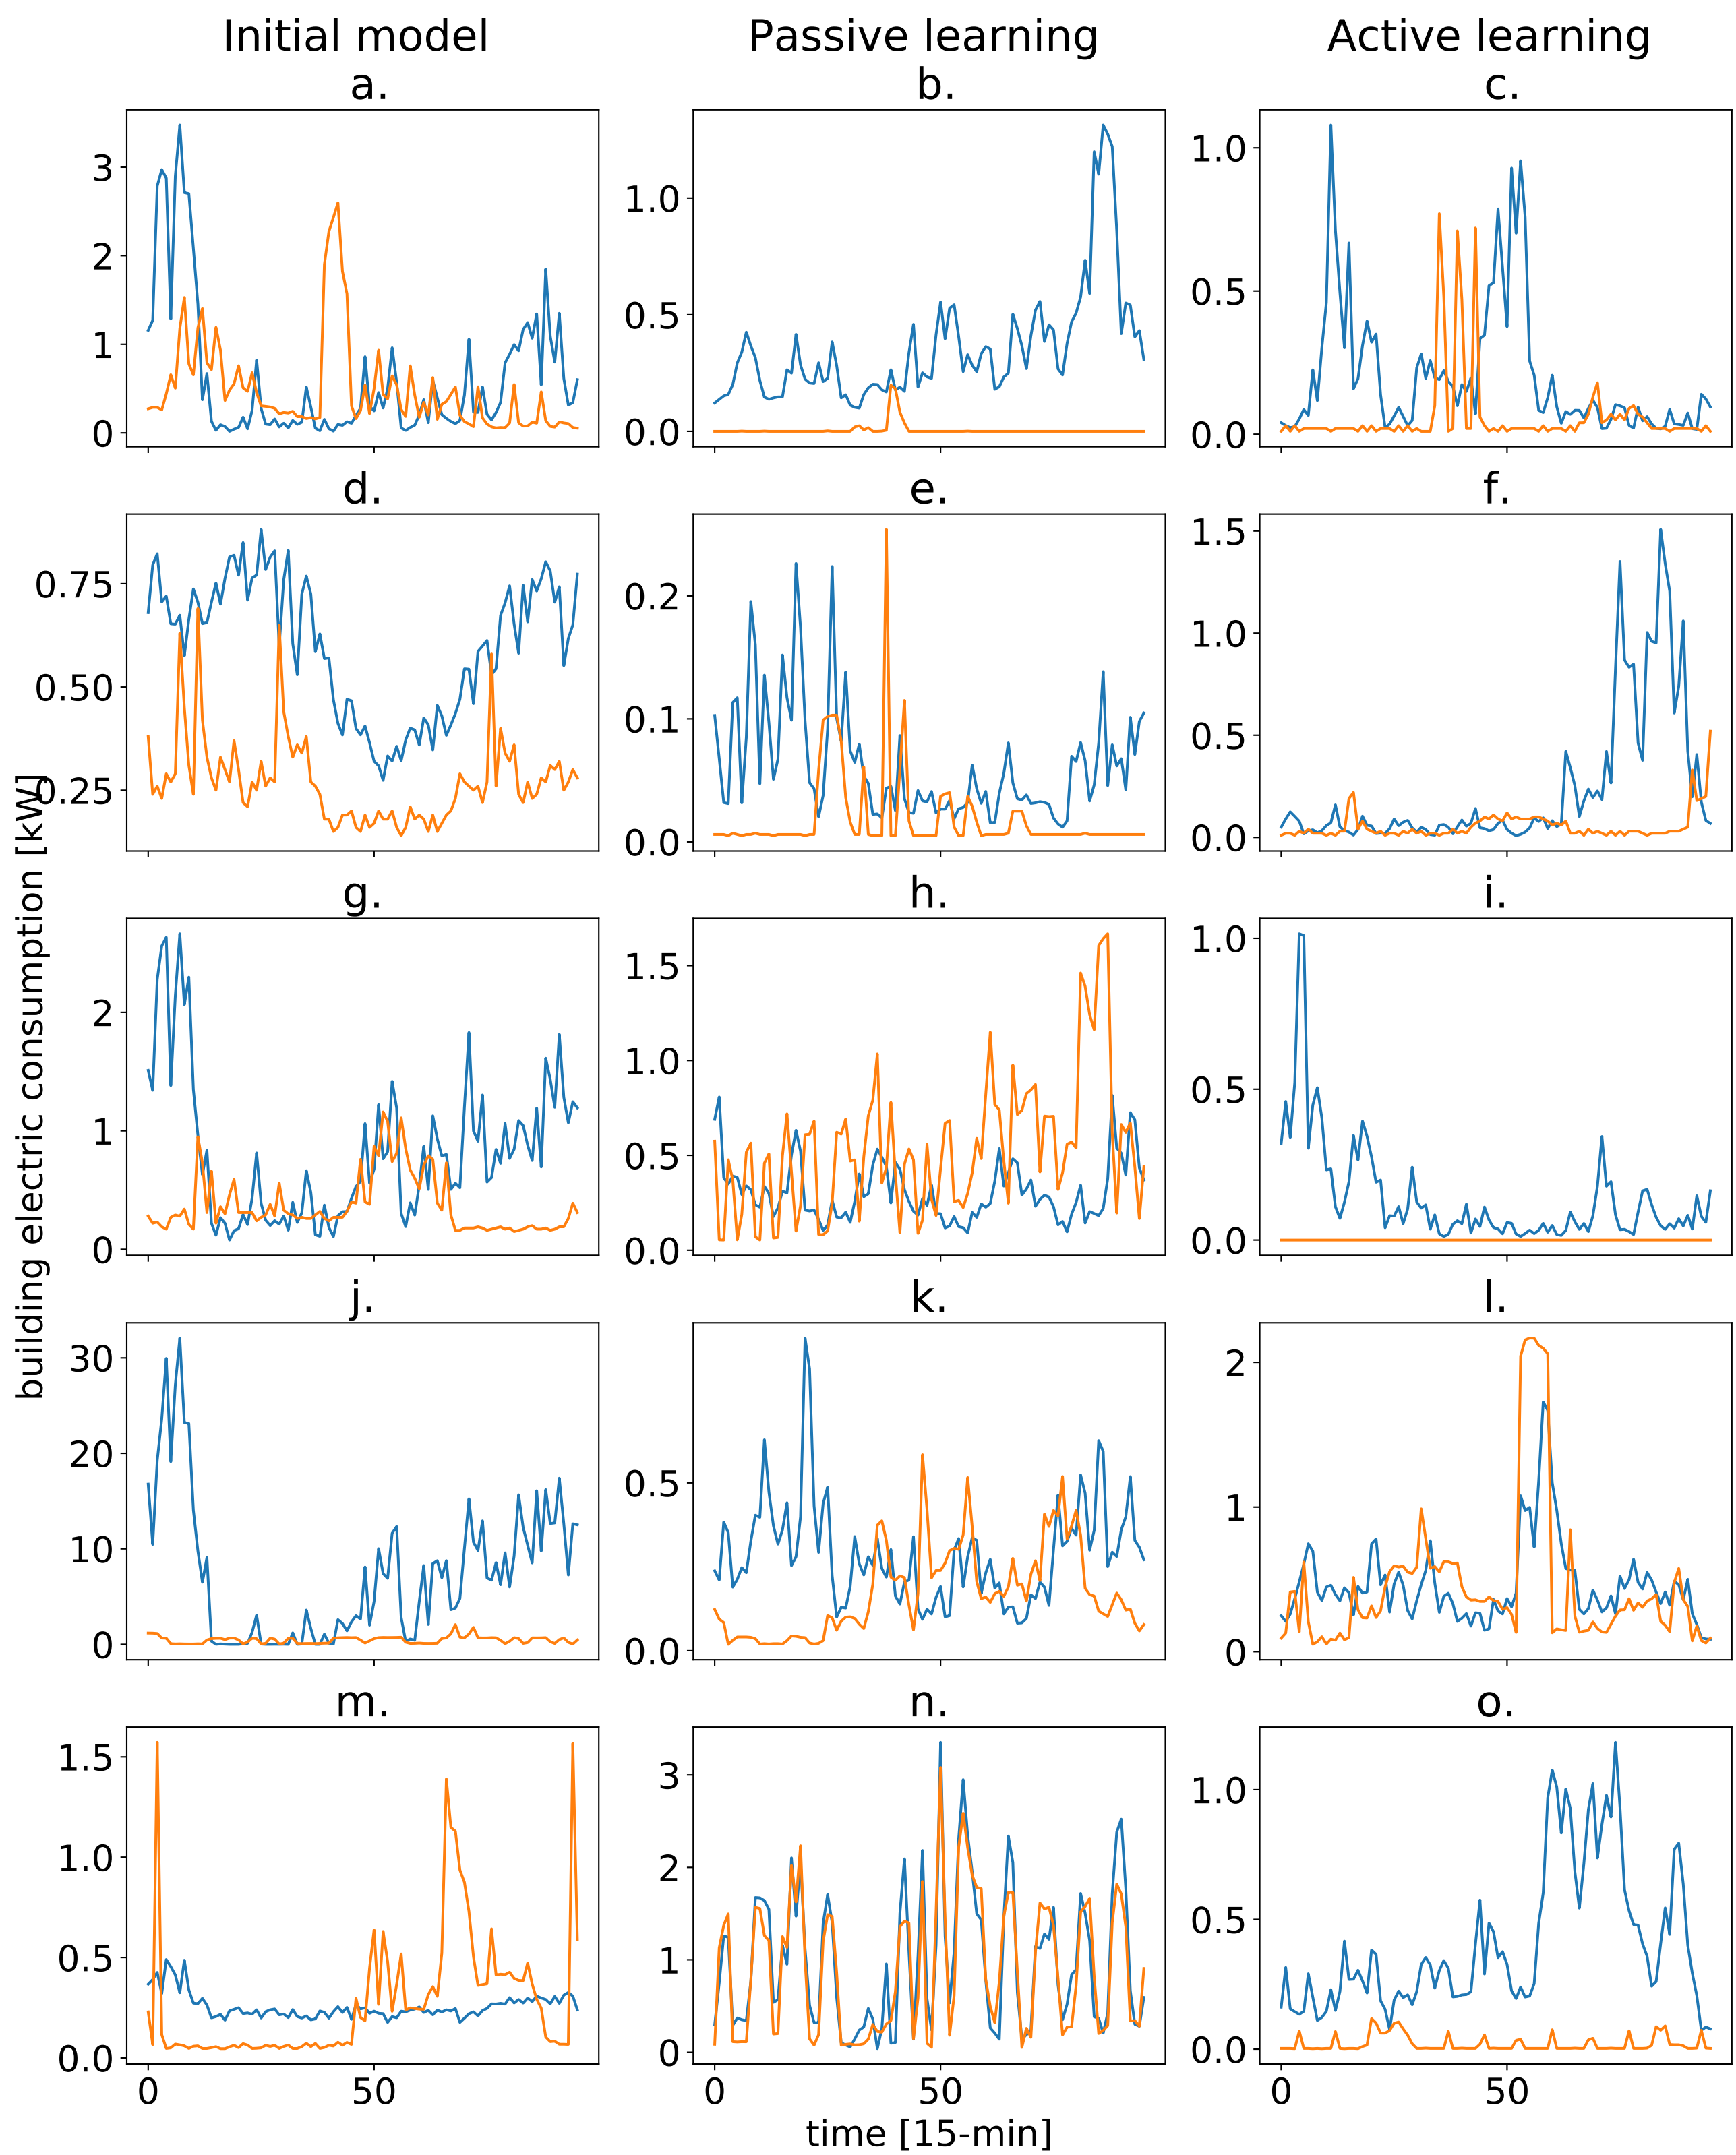 Initial model Passive learning Active learning
a. b. c.
3 1.0 1.0
2
1 0.5 0.5
0 0.0 0.0
d. e. f.
0.75 0.2 1.5
0.50 0.1 1.0
0.25 0.0 0.5
0.0
building electric consumption [kW]
g. h. i.
2 1.5 1.0
1 1.0 0.5
0 0.5 0.0
0.0
j. k. l.
30 0.5 2
20 0.0 1
10 0
0
m. n. o.
1.5 3 1.0
1.0 2 0.5
0.5 1 0.0
0.0 0
0 50 0 50 0 50
time [15-min]